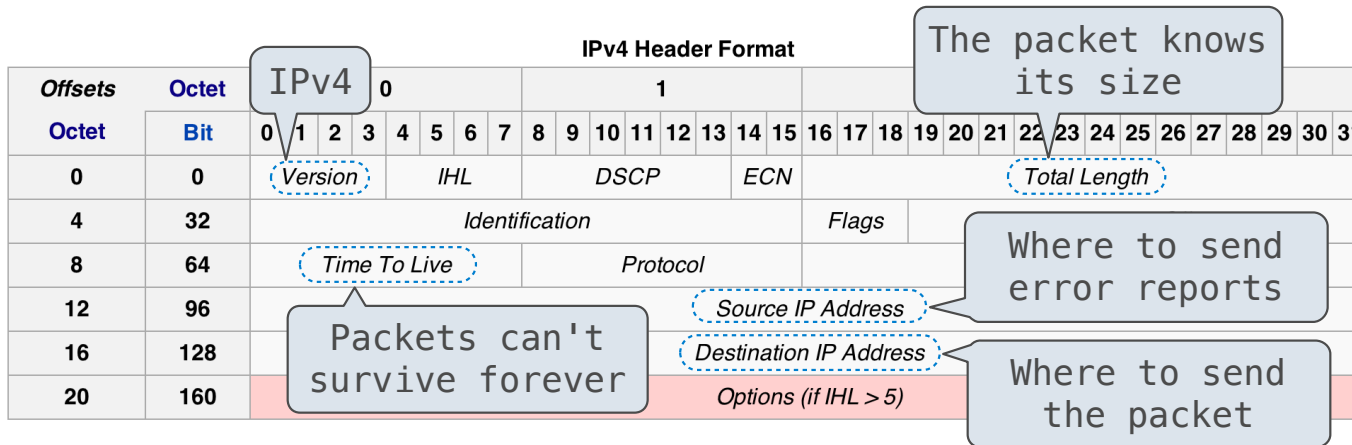 IPv4 Header Format
The packet knows
its size
IPv4
Offsets Octet 0 1
Octet Bit 0 1 2 3 4 5 6 7 8 9 10 11 12 13 14 15 16 17 18 19 20 21 22 23 24 25 26 27 28 29 30
0 0 Version IHL DSCP ECN Total Length
4 32 Identification Flags
Where to send
error reports
8 64 Time To Live Protocol
12 96 Source IP Address
Packets can't
survive forever
16 128 Destination IP Address
Where to send
the packet
20 160 Options (if IHL > 5)